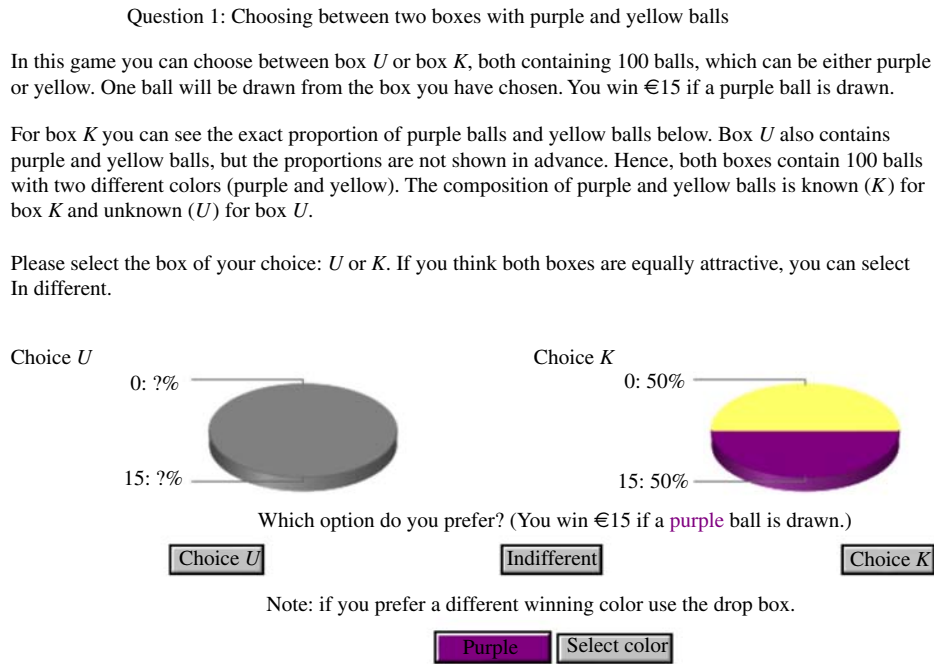 Question 1: Choosing between two boxes with purple and yellow balls
In this game you can choose between box U or box K, both containing 100 balls, which can be either purple
or yellow. One ball will be drawn from the box you have chosen. You win €15 if a purple ball is drawn.
For box K you can see the exact proportion of purple balls and yellow balls below. Box U also contains
purple and yellow balls, but the proportions are not shown in advance. Hence, both boxes contain 100 balls
with two different colors (purple and yellow). The composition of purple and yellow balls is known (K) for
box K and unknown (U) for box U.
Please select the box of your choice: U or K. If you think both boxes are equally attractive, you can select
In different.
Choice U
Choice K
0: ?%
0: 50%
15: ?%
15: 50%
Which option do you prefer? (You win €15 if a purple ball is drawn.)
Choice U
Indifferent
Choice K
Note: if you prefer a different winning color use the drop box.
Purple
Select color